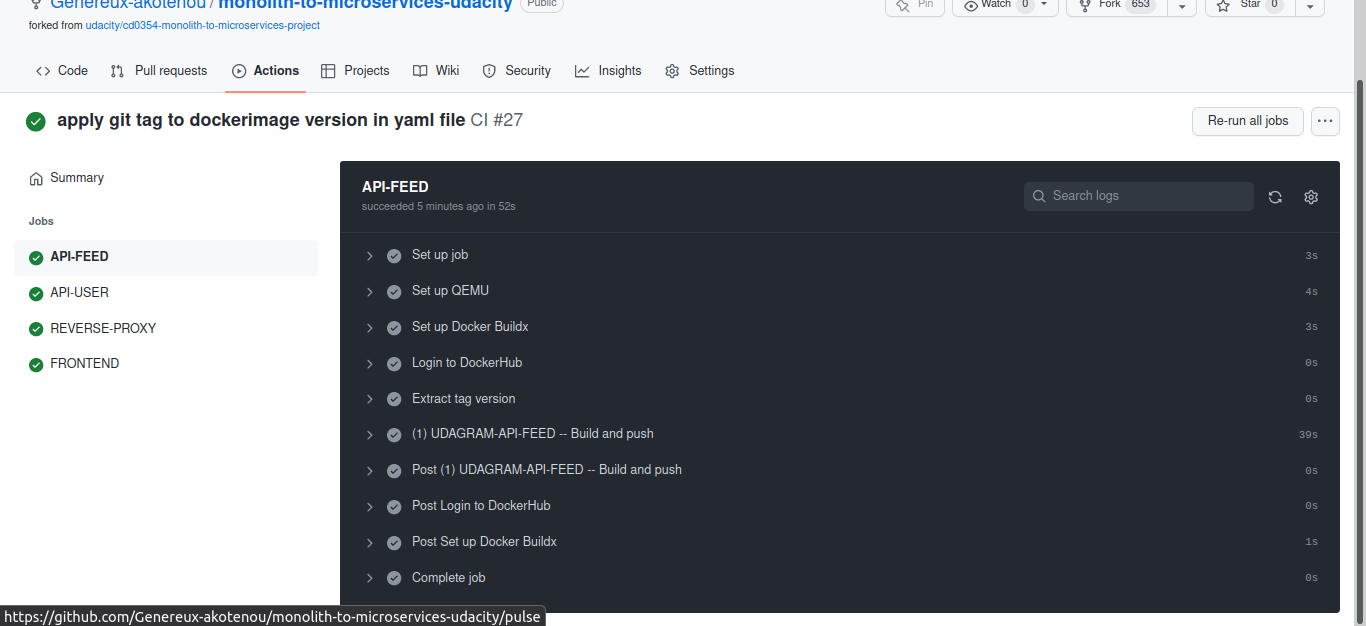 Genereux-akotenou / monolith-to-microservices-udacity Public
Pin Watch 0 Fork 653 Star 0
forked from udacity/cd0354-monolith-to-microservices-project
Code Pull requests Actions Projects Wiki Security Insights Settings
apply git tag to dockerimage version in yaml file CI #27
Re-run all jobs
Summary
Jobs
API-FEED
API-USER
REVERSE-PROXY
FRONTEND
API-FEED
succeeded 5 minutes ago in 52s
Search logs
Set up job 3s
Set up QEMU 4s
Set up Docker Buildx 3s
Login to DockerHub 0s
Extract tag version 0s
(1) UDAGRAM-API-FEED -- Build and push 39s
Post (1) UDAGRAM-API-FEED -- Build and push 0s
Post Login to DockerHub 0s
Post Set up Docker Buildx 1s
Complete job 0s
https://github.com/Genereux-akotenou/monolith-to-microservices-udacity/pulse